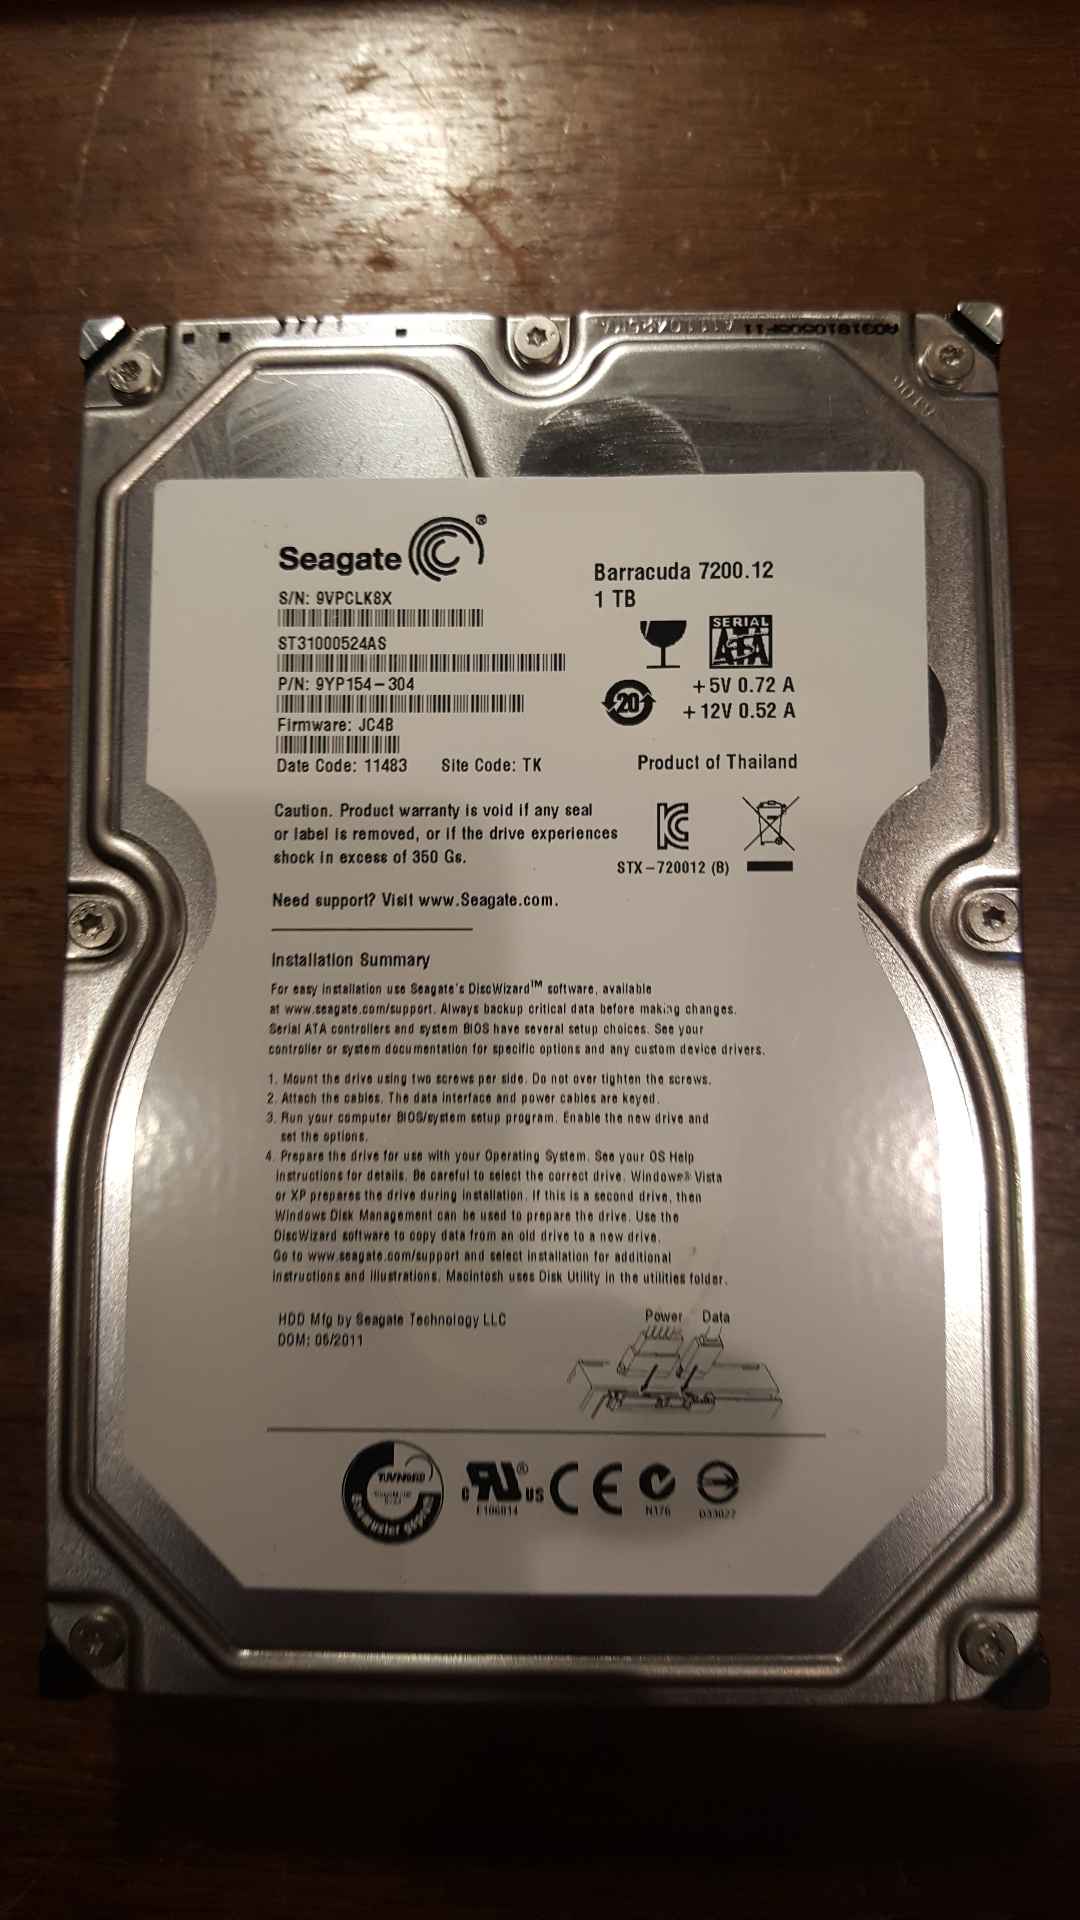 Seagate ®
S/N: 9VPCLK8X
ST31000524AS
P/N: 9YP154-304
Firmware: JC4B
Date Code: 11483 Site Code: TK
Barracuda 7200.12
1 TB
SERIAL
ATA
20
+5V 0.72 A
+12V 0.52 A
Product of Thailand
Caution. Product warranty is void if any seal
or label is removed, or if the drive experiences
shock in excess of 350 Gs.
STX-720012 (B)
Need support? Visit www.Seagate.com.
Installation Summary
For easy installation use Seagate's DiscWizard™ software, available
at www.seagate.com/support. Always backup critical data before making changes.
Serial ATA controllers and system BIOS have several setup choices. See your
controller or system documentation for specific options and any custom device drivers.
1. Mount the drive using two screws per side. Do not over tighten the screws.
2. Attach the cables. The data interface and power cables are keyed.
3. Run your computer BIOS/system setup program. Enable the new drive and
set the options.
4. Prepare the drive for use with your Operating System. See your OS Help
instructions for details. Be careful to select the correct drive. Windows® Vista
or XP prepares the drive during installation. If this is a second drive, then
Windows Disk Management can be used to prepare the drive. Use the
DiscWizard software to copy data from an old drive to a new drive.
Go to www.seagate.com/support and select installation for additional
instructions and illustrations. Macintosh uses Disk Utility in the utilities folder.
HDD Mfg by Seagate Technology LLC
DOM: 06/2011
Power Data
C UR ® US CE
E106814 N176 D33027